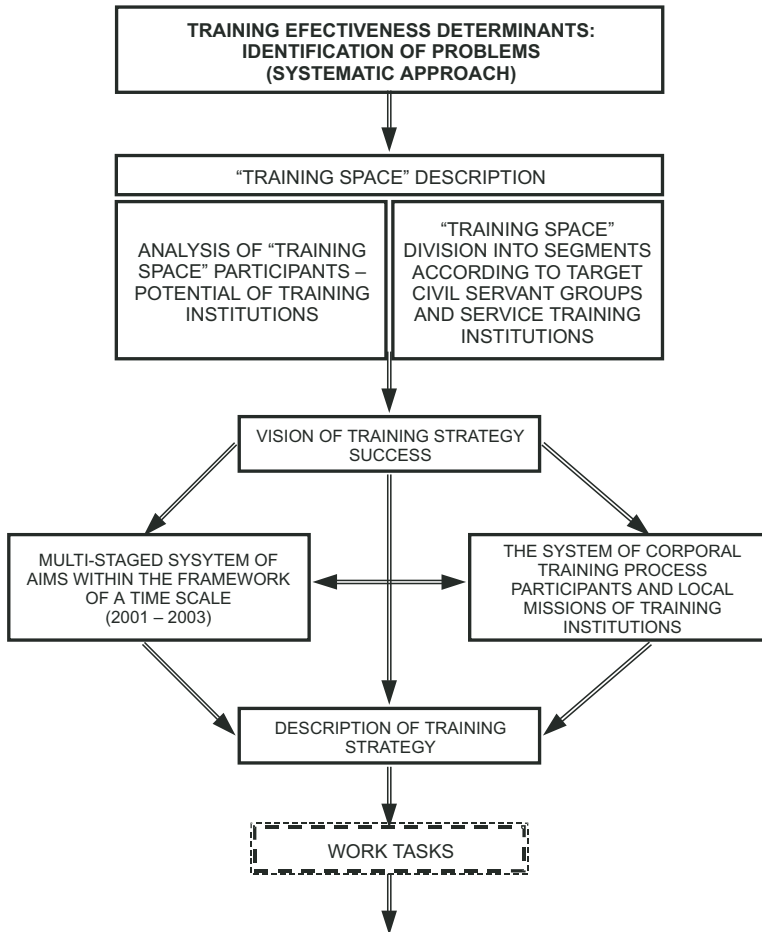 TRAINING EFECTIVENESS DETERMINANTS:
IDENTIFICATION OF PROBLEMS
(SYSTEMATIC APPROACH)
“TRAINING SPACE” DESCRIPTION
ANALYSIS OF “TRAINING
SPACE” PARTICIPANTS –
POTENTIAL OF TRAINING
INSTITUTIONS
“TRAINING SPACE”
DIVISION INTO SEGMENTS
ACCORDING TO TARGET
CIVIL SERVANT GROUPS
AND SERVICE TRAINING
INSTITUTIONS
VISION OF TRAINING STRATEGY
SUCCESS
MULTI-STAGED SYSYTEM OF
AIMS WITHIN THE FRAMEWORK
OF A TIME SCALE
(2001 – 2003)
THE SYSTEM OF CORPORAL
TRAINING PROCESS
PARTICIPANTS AND LOCAL
MISSIONS OF TRAINING
INSTITUTIONS
DESCRIPTION OF TRAINING
STRATEGY
WORK TASKS